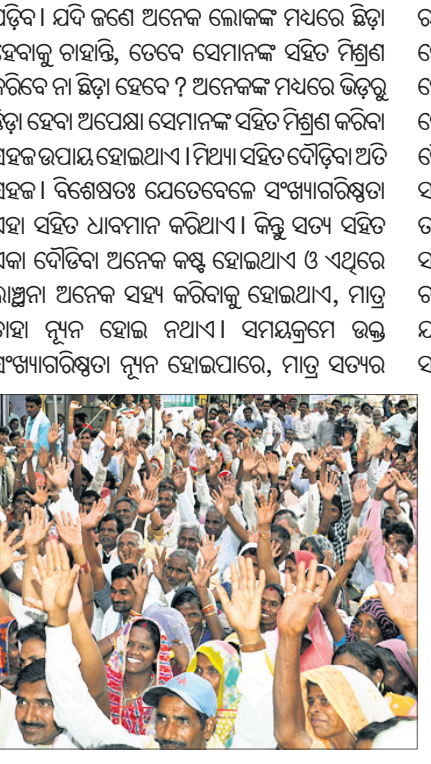 ପଡ଼ିବ। ଯଦି ଜଣେ ଅନେକ ଲୋକଙ୍କ ମଧ୍ୟରେ ଛିଡ଼ା
ହେବାକୁ ଚାହାନ୍ତି, ତେବେ ସେମାନଙ୍କ ସହିତ ମିଶ୍ରଣ
କରିବେ ନା ଛିଡ଼ା ହେବେ ? ଅନେକଙ୍କ ମଧ୍ୟରେ ଭିଡ଼ରୁ
ଛିଡ଼ା ହେବା ଅପେକ୍ଷା ସେମାନଙ୍କ ସହିତ ମିଶ୍ରଣ କରିବା
ସହଜ ଉପାୟ ହୋଇଥାଏ। ମିଥ୍ୟା ସହିତ ଦୌଡ଼ିବା ଅତି
ସହଜ। ବିଶେଷତଃ ଯେତେବେଳେ ସଂଖ୍ୟାଗରିଷ୍ଠତା
ଏହା ସହିତ ଧାବମାନ କରିଥାଏ। କିନ୍ତୁ ସତ୍ୟ ସହିତ
ଏକା ଦୌଡିବା ଅନେକ କଷ୍ଟ ହୋଇଥାଏ ଓ ଏଥିରେ
ଲାଞ୍ଛନା ଅନେକ ସହ୍ୟ କରିବାକୁ ହୋଇଥାଏ, ମାତ୍ର
ତାହା ନ୍ୟୂନ ହୋଇ ନଥାଏ। ସମୟକ୍ରମେ ଉକ୍ତ
ସଂଖ୍ୟାଗରିଷ୍ଠତା ନ୍ୟୂନ ହୋଇପାରେ, ମାତ୍ର ସତ୍ୟର